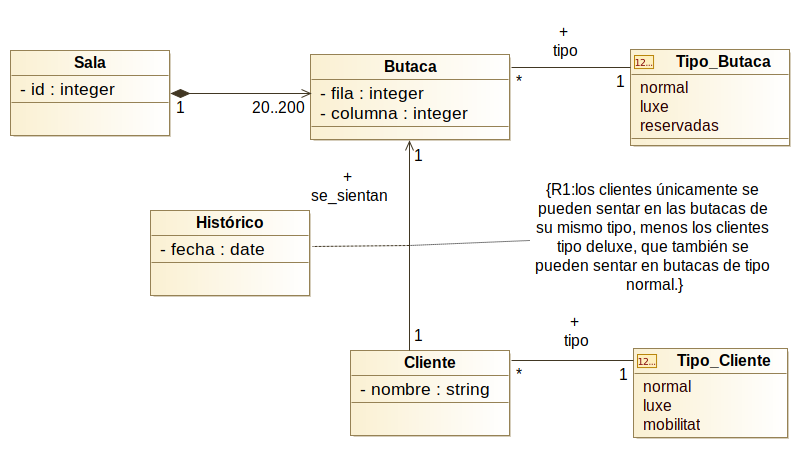 Sala
- id : integer
1
20..200
Butaca
- fila : integer
- columna : integer
+
tipo
*
1
12...
Tipo_Butaca
normal
luxe
reservadas
1
+
se_sientan
Histórico
- fecha : date
{R1:los clientes únicamente se
pueden sentar en las butacas de
su mismo tipo, menos los clientes
tipo deluxe, que también se
pueden sentar en butacas de tipo
normal.}
1
Cliente
- nombre : string
+
tipo
*
1
12...
Tipo_Cliente
normal
luxe
mobilitat